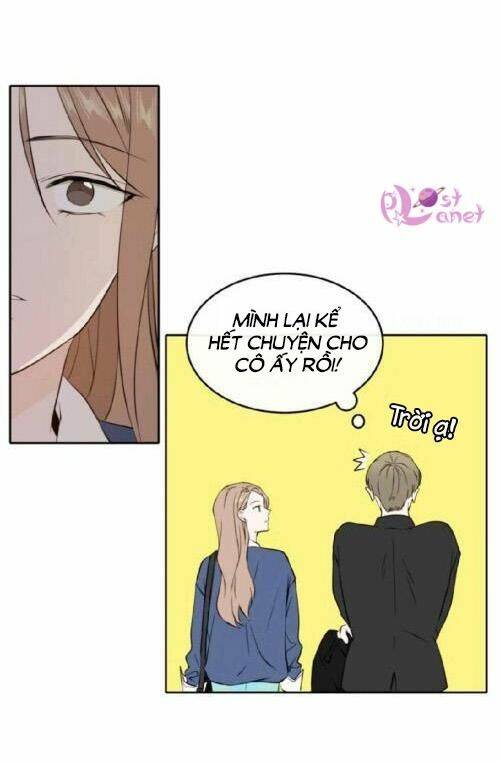 Lost
Planet
MÌNH LẠI KỂ
HẾT CHUYỆN CHO
CÔ ẤY RỒI!
Trời ạ!